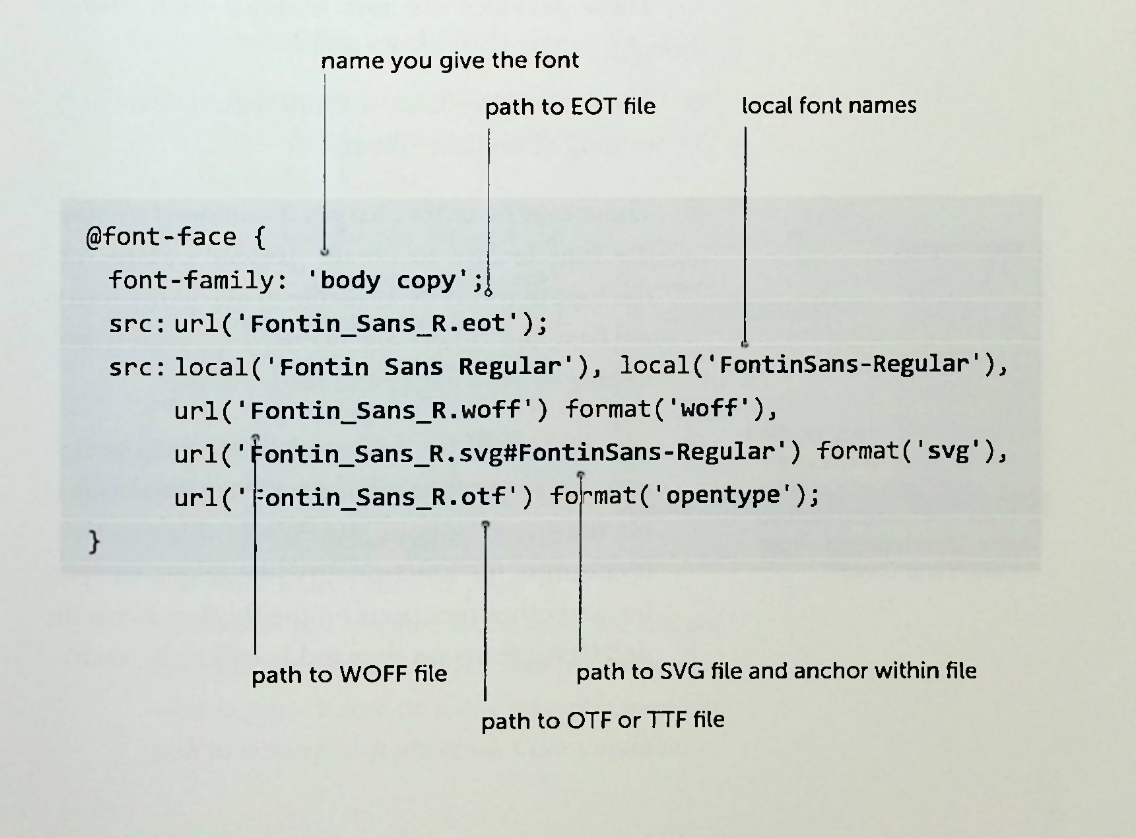 name you give the font
path to EOT file
local font names
@font-face {
font-family: 'body copy';
src: url('Fontin_Sans_R.eot');
src: local('Fontin Sans Regular'), local('FontinSans-Regular'),
url('Fontin_Sans_R.woff') format('woff'),
url('Fontin_Sans_R.svg#FontinSans-Regular') format('svg'),
url('Fontin_Sans_R.otf') format('opentype');
}
path to WOFF file
path to SVG file and anchor within file
path to OTF or TTF file